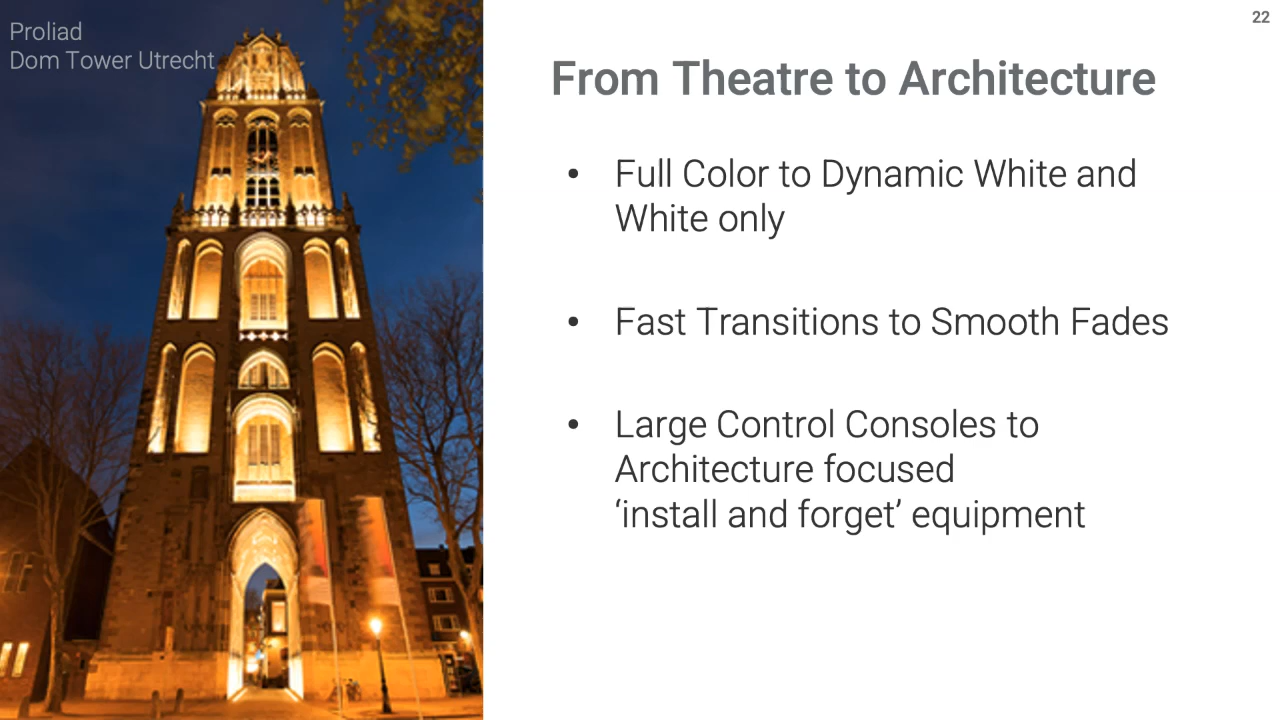 Proliad
Dom Tower Utrecht
22
From Theatre to Architecture
• Full Color to Dynamic White and
White only
• Fast Transitions to Smooth Fades
• Large Control Consoles to
Architecture focused
‘install and forget’ equipment